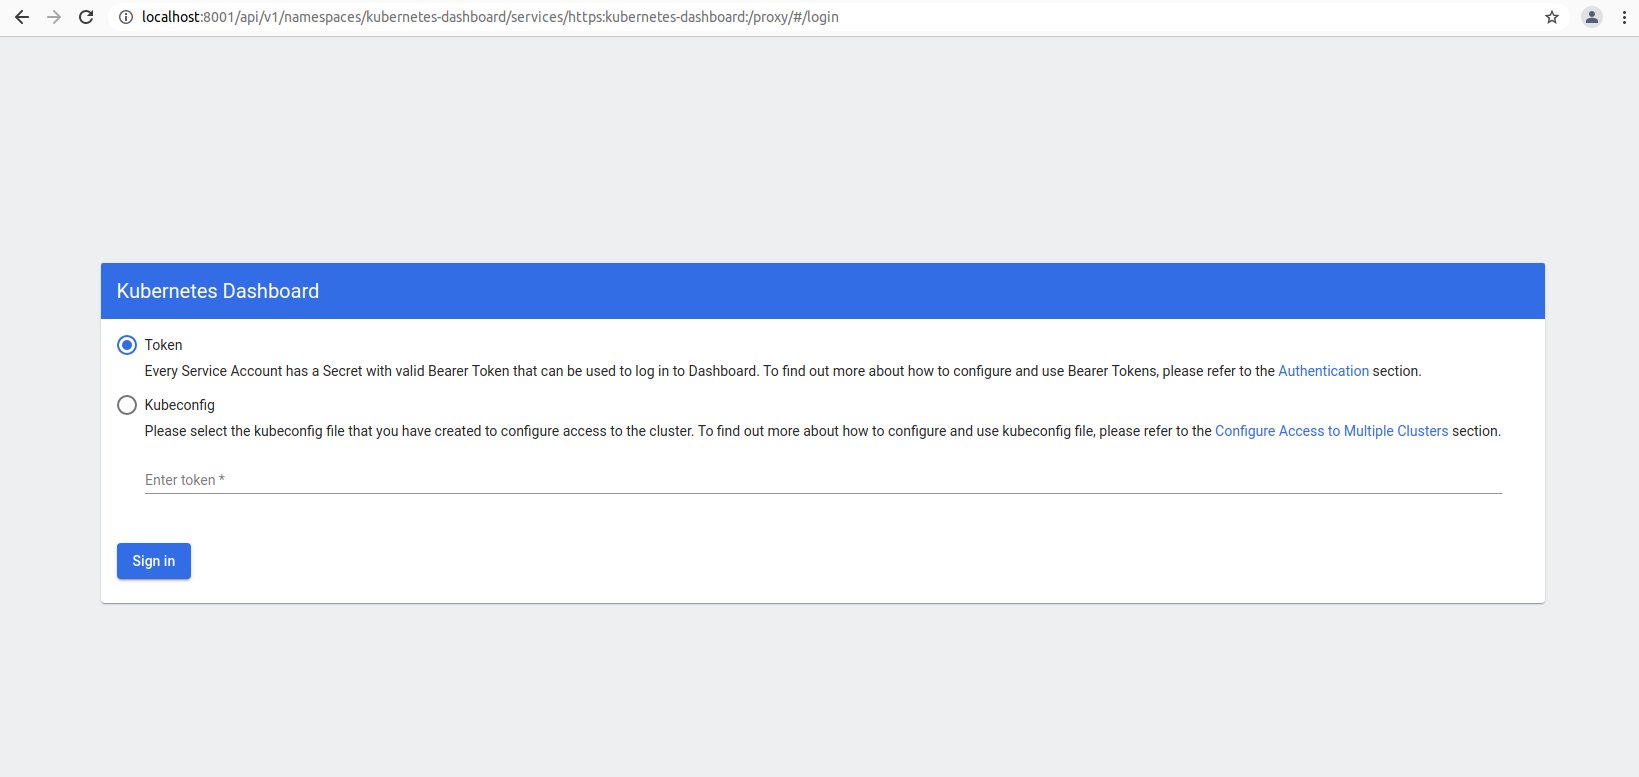 localhost:8001/api/v1/namespaces/kubernetes-dashboard/services/https:kubernetes-dashboard:/proxy/#/login
Kubernetes Dashboard
Token
Every Service Account has a Secret with valid Bearer Token that can be used to log in to Dashboard. To find out more about how to configure and use Bearer Tokens, please refer to the Authentication section.
Kubeconfig
Please select the kubeconfig file that you have created to configure access to the cluster. To find out more about how to configure and use kubeconfig file, please refer to the Configure Access to Multiple Clusters section.
Enter token *
Sign in